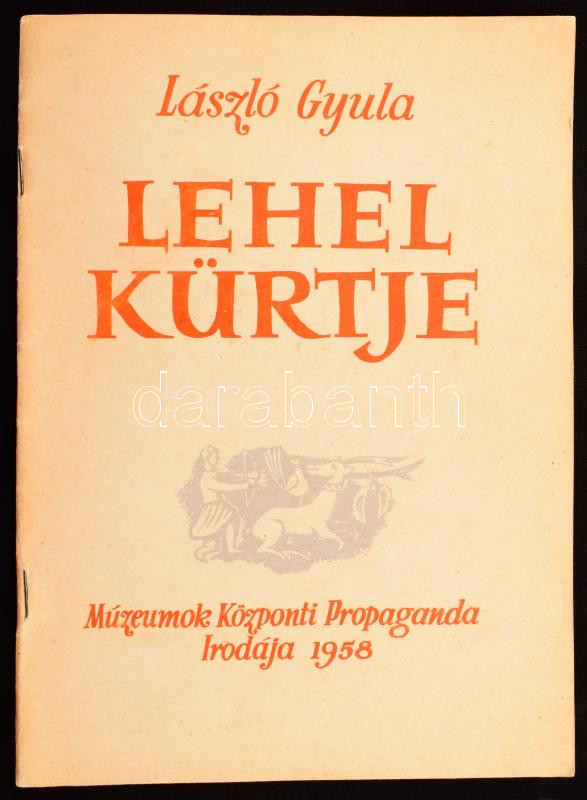 László Gyula
LEHEL
KÜRTJE
darabanth
Múzeumok Központi Propaganda
Irodája 1958